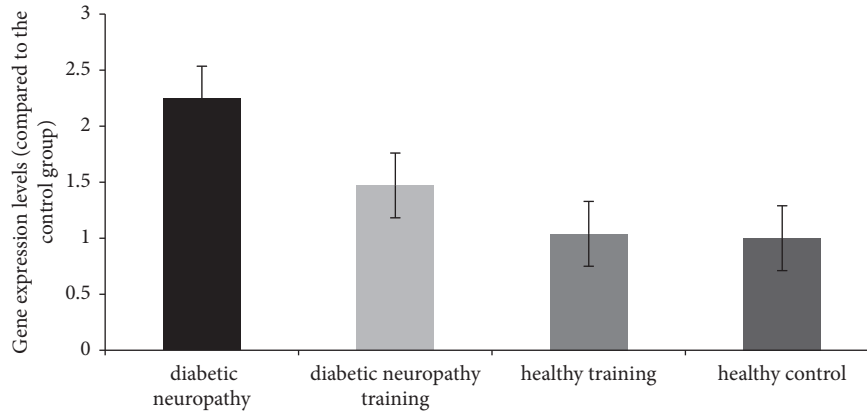 Gene expression levels (compared to the
control group)
3
2.5
2
1.5
1
0.5
0
diabetic
neuropathy
diabetic neuropathy
training
healthy training
healthy control